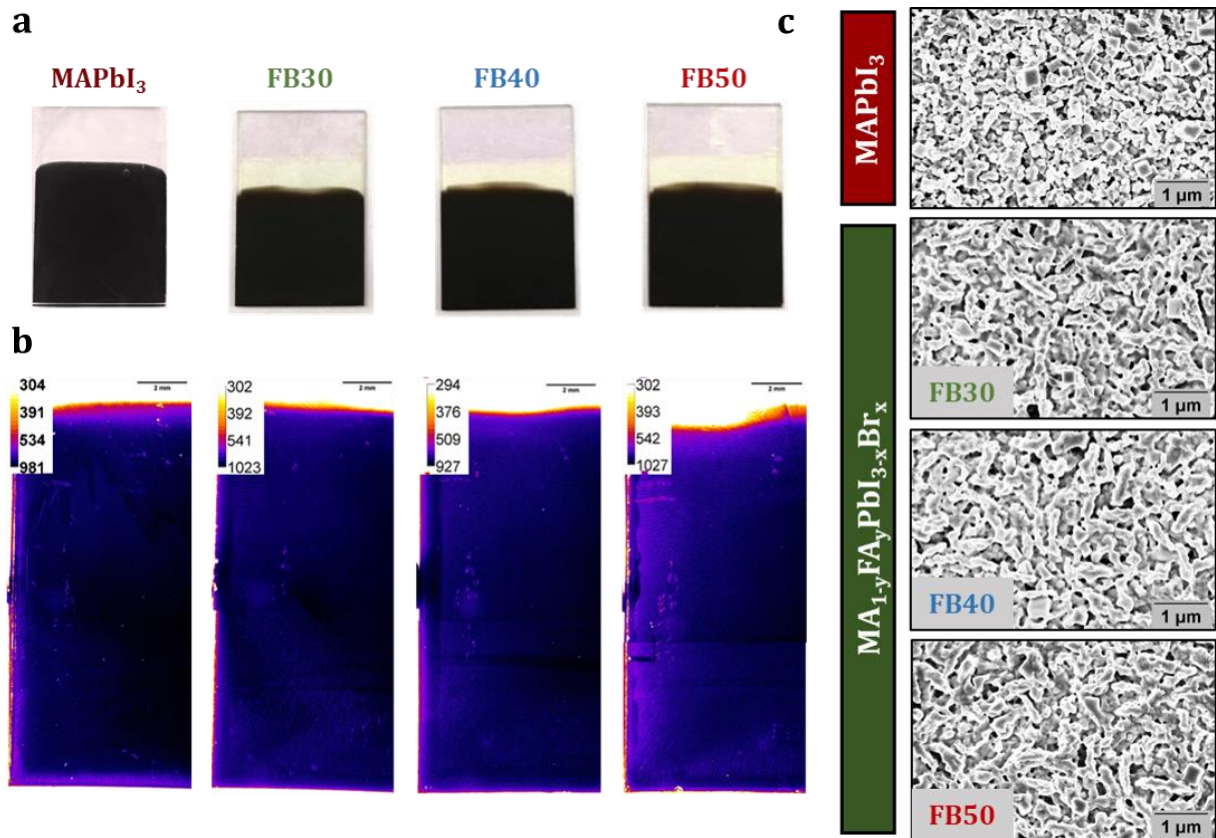 a
MAPbI₃
FB30
FB40
FB50
b
304
391
534
981
2 mm
302
392
541
1023
2 mm
294
376
509
927
2 mm
302
393
542
1027
2 mm
c
MAPbI₃
1 µm
MA₁₋yFAyPbI₃₋ₓBrₓ
FB30
1 µm
FB40
1 µm
FB50
1 µm